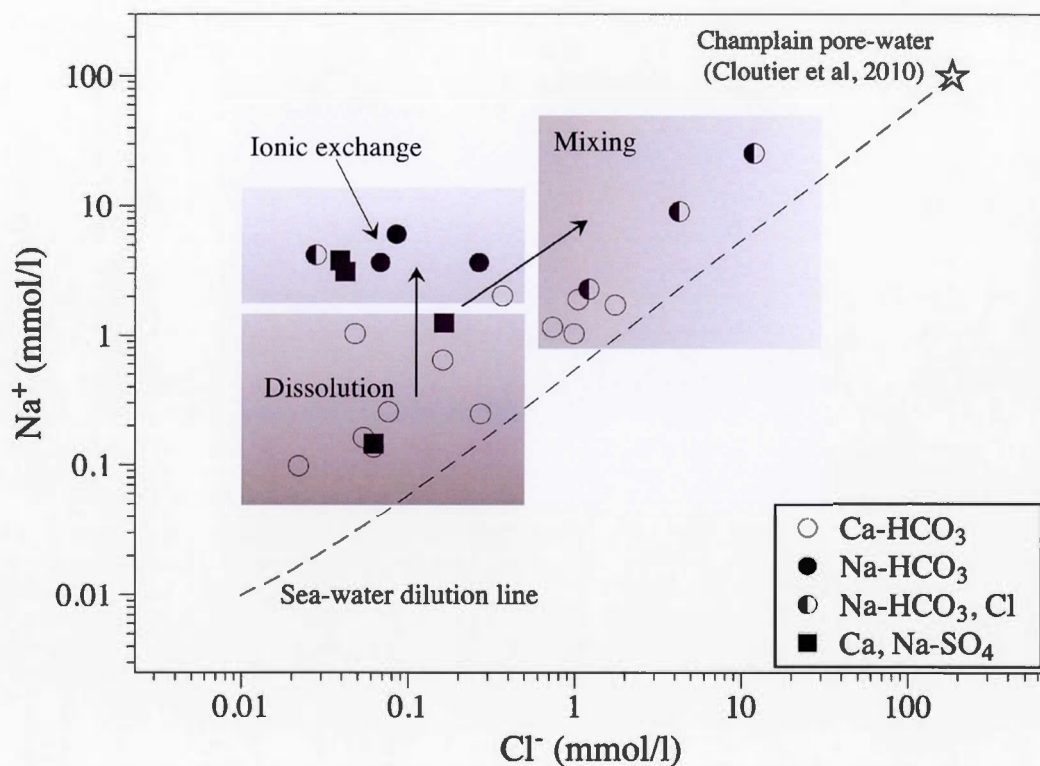 Champlain pore-water
(Cloutier et al, 2010)
100
Ionic exchange
Mixing
10
Na⁺ (mmol/l)
1
Dissolution
0.1
0.01
Sea-water dilution line
Ca-HCO₃
Na-HCO₃
Na-HCO₃, Cl
Ca, Na-SO₄
0.01 0.1 1 10 100
Cl⁻ (mmol/l)